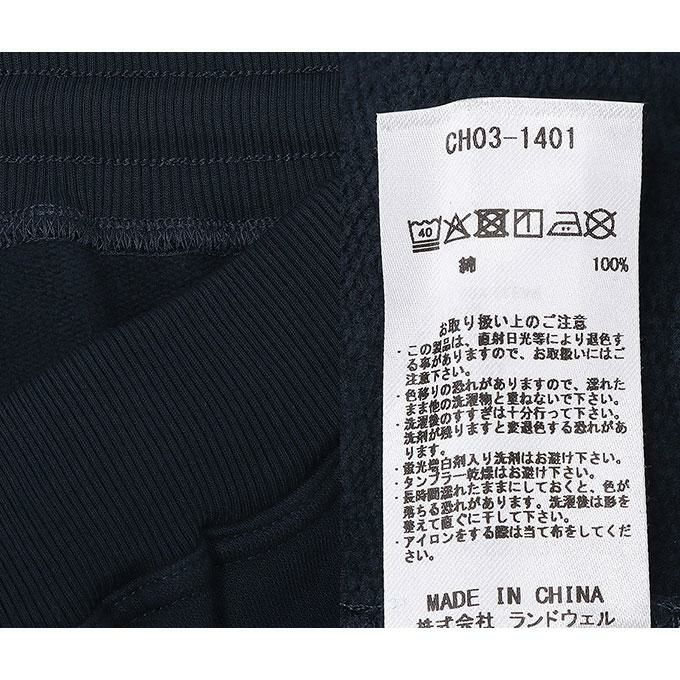 CH03-1401
40
綿 100%
お取り扱い上のご注意
・この製品は、直射日光等により退色す
る事がありますので、お取扱いにはご
注意下さい。
・色移りの恐れがありますので、濡れた
まま他の洗濯物と重ねないで下さい。
・洗濯後のすすぎは十分行って下さい。
洗剤が残りますと変退色する恐れがあ
ります。
・蛍光増白剤入り洗剤はお避け下さい。
・タンブラー乾燥はお避け下さい。
・長時間濡れたままにしておくと、色が
落ちる恐れがあります。洗濯後は形を
整えて直ぐに干して下さい。
・アイロンをする際は当て布をしてくだ
さい。
MADE IN CHINA
株式会社 ランドウェル